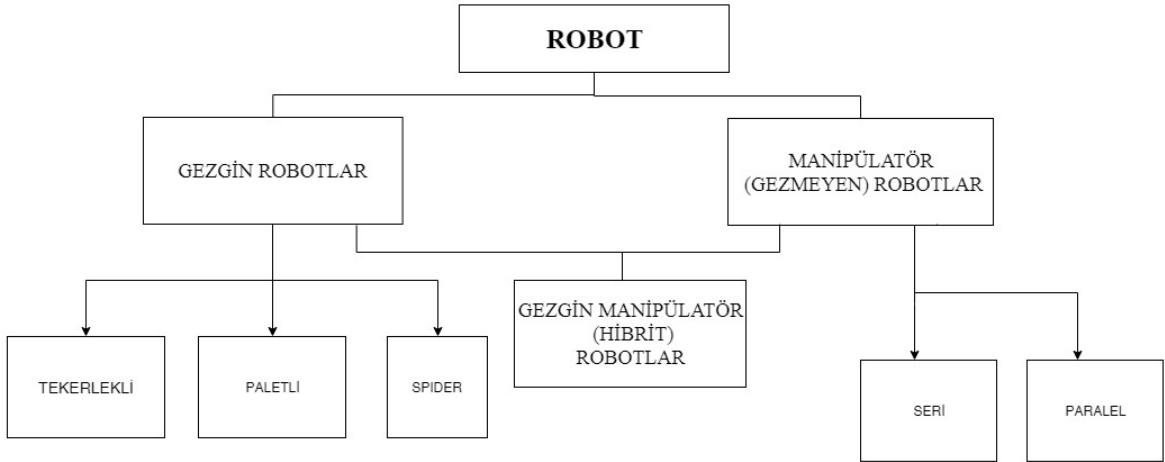 ROBOT
GEZGİN ROBOTLAR
MANİPÜLATÖR
(GEZMEYEN) ROBOTLAR
GEZGİN MANİPÜLATÖR
(HİBRİT)
ROBOTLAR
TEKERLEKLİ
PALETLİ
SPIDER
SERİ
PARALEL